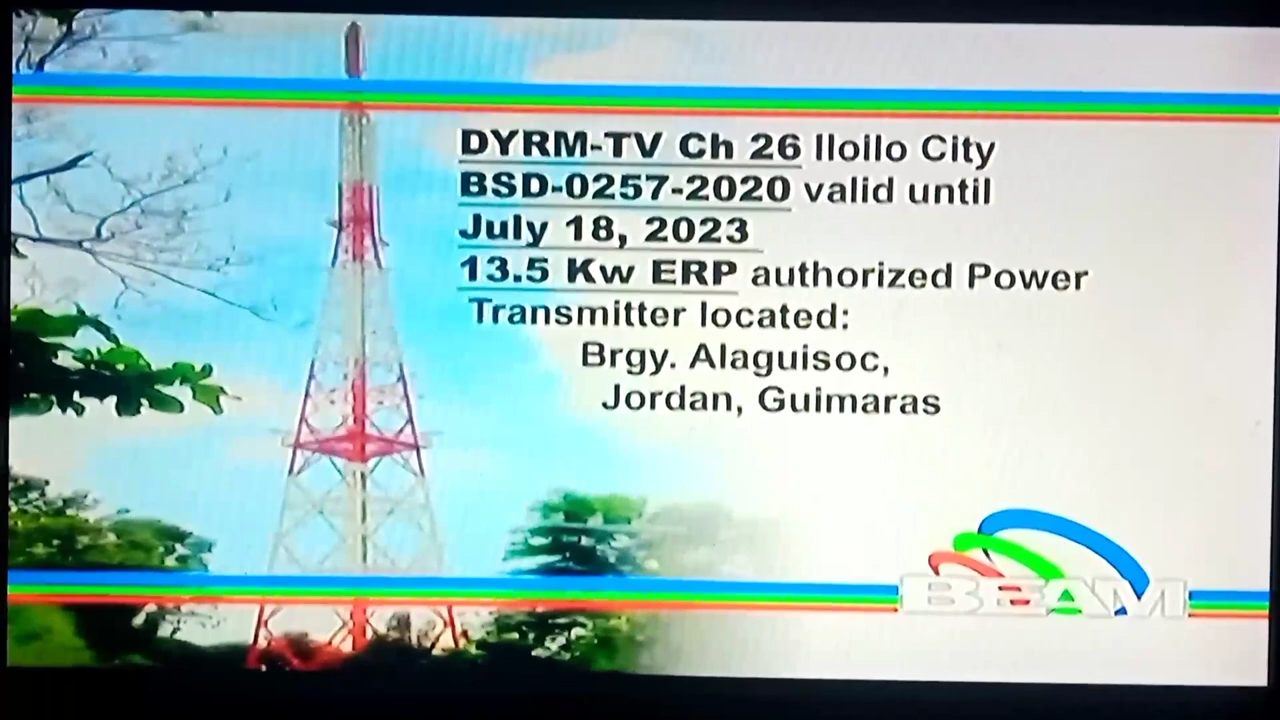 DYRM-TV Ch 26 Iloilo City
BSD-0257-2020 valid until
July 18, 2023
13.5 Kw ERP authorized Power
Transmitter located:
Brgy. Alaguisoc,
Jordan, Guimaras
BEAM